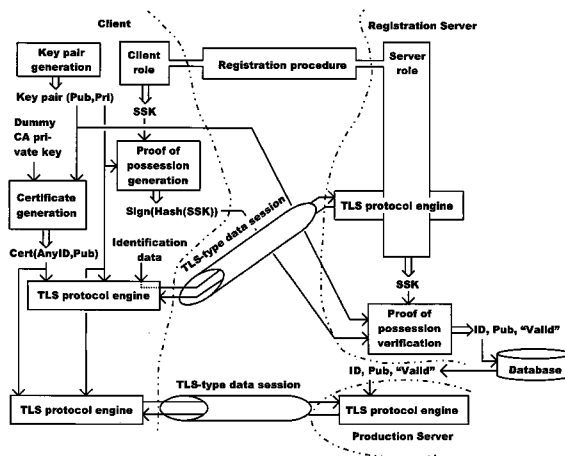 Client
Registration Server
Key pair
generation
Client
role
Registration procedure
Server
role
Key pair (Pub,Pri)
SSK
Dummy
CA pri-
vate key
Proof of
possession
generation
Certificate
generation
Sign(Hash(SSK))
TLS protocol engine
TLS-type data session
Cert(AnyID,Pub)
Identification
data
SSK
TLS protocol engine
Proof of
possession
verification
ID, Pub, “Valid”
Database
TLS-type data session
ID, Pub, “Valid”
TLS protocol engine
TLS protocol engine
Production Server